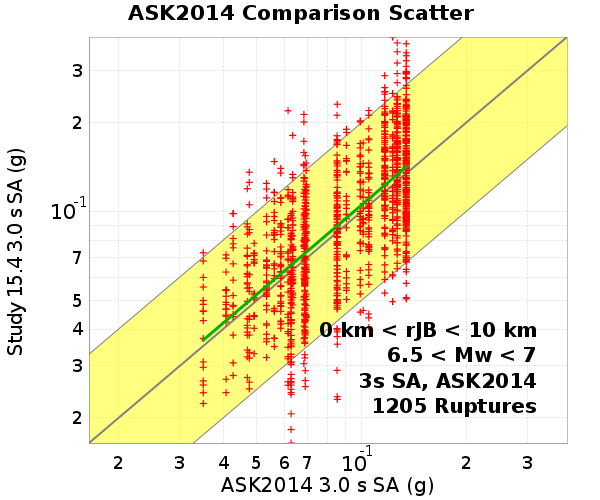 ASK2014 Comparison Scatter
3
2
10-1
7
5
4
3
2
Study 15.4 3.0 s SA (g)
0 km < rJB < 10 km
6.5 < Mw < 7
3s SA, ASK2014
1205 Ruptures
2 3 4 5 6 7 10-1 2 3
ASK2014 3.0 s SA (g)